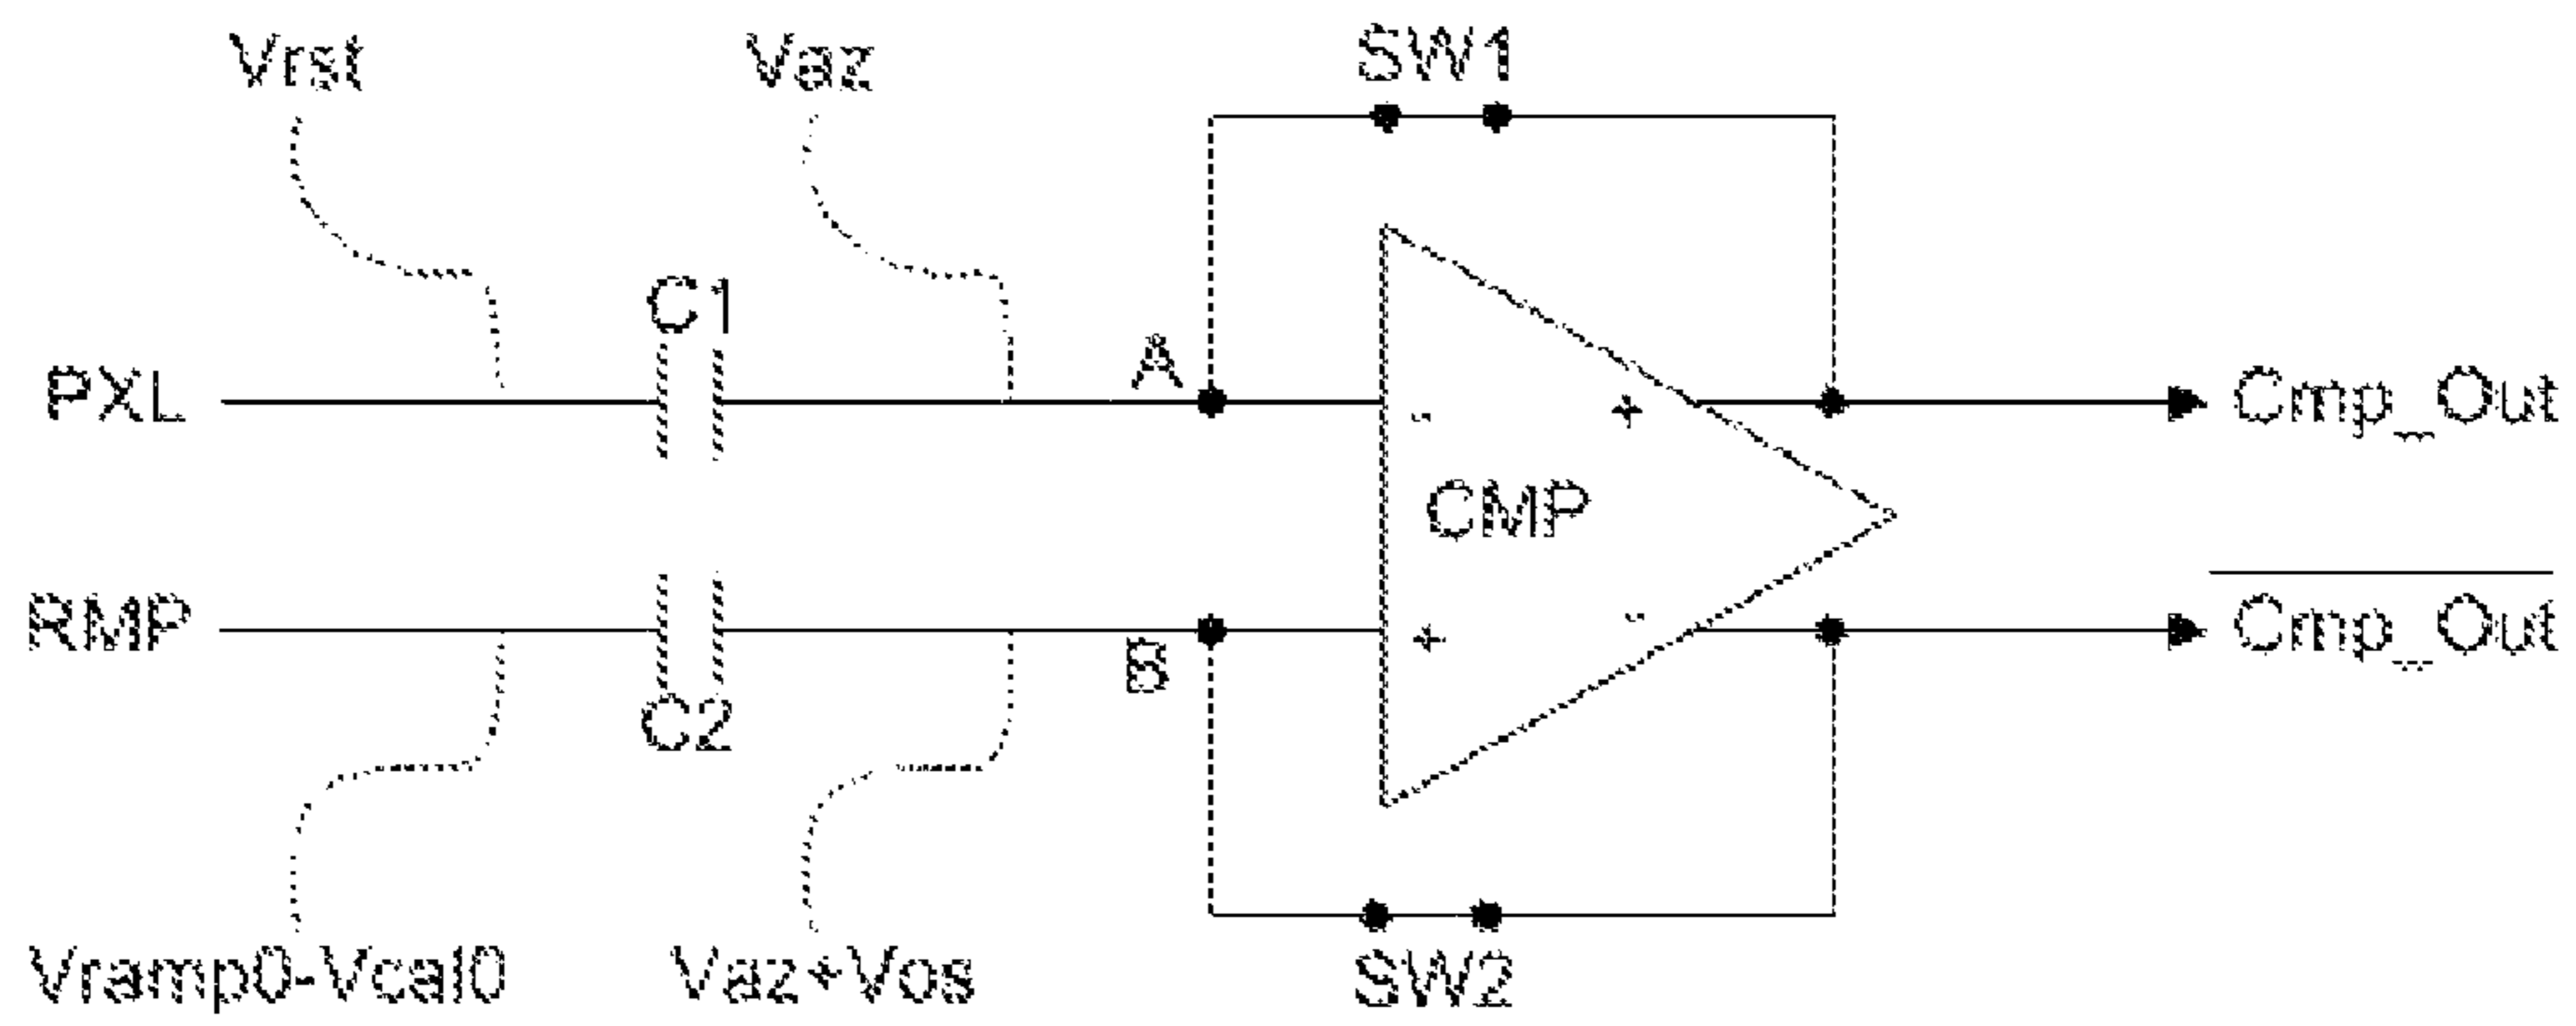 Vrst Vaz SW1
C1
A
PXL - + Cmp_Out
CMP
RMP + - Cmp_Out
B
C2
Vramp0-Vcal0 Vaz+Vos SW2